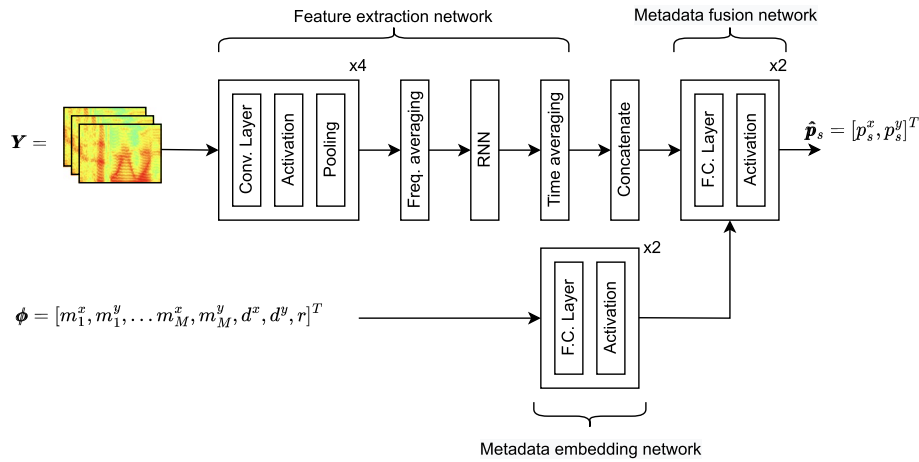 Feature extraction network
Metadata fusion network
x4
x2
Y =
Conv. Layer
Activation
Pooling
Freq. averaging
RNN
Time averaging
Concatenate
F.C. Layer
Activation
p̂_s = [p_s^x, p_s^y]^T
x2
ϕ = [m_1^x, m_1^y, … m_M^x, m_M^y, d^x, d^y, r]^T
F.C. Layer
Activation
Metadata embedding network